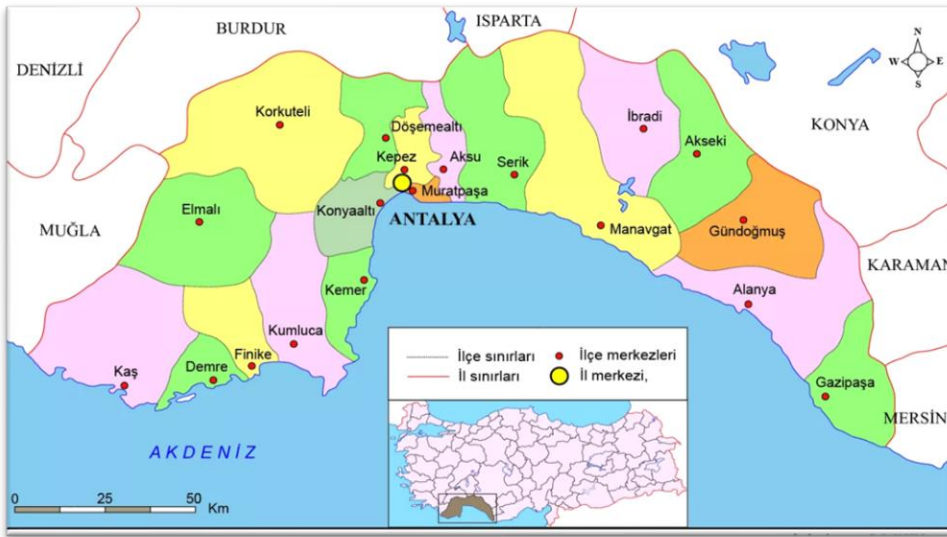 ISPARTA
BURDUR
N
W E
S
DENİZLİ
Korkuteli
Döşemealtı
İbradi
KONYA
Kepez
Aksu
Serik
Akseki
Muratpaşa
Elmalı
Konyaaltı
ANTALYA
Manavgat
Gündoğmuş
MUĞLA
KARAMAN
Kemer
Alanya
Kumluca
Finike
Demre
Kaş
Gazipaşa
MERSİN
İlçe sınırları
İlçe merkezleri
İl sınırları
İl merkezi,
AKDENİZ
0 25 50
Km